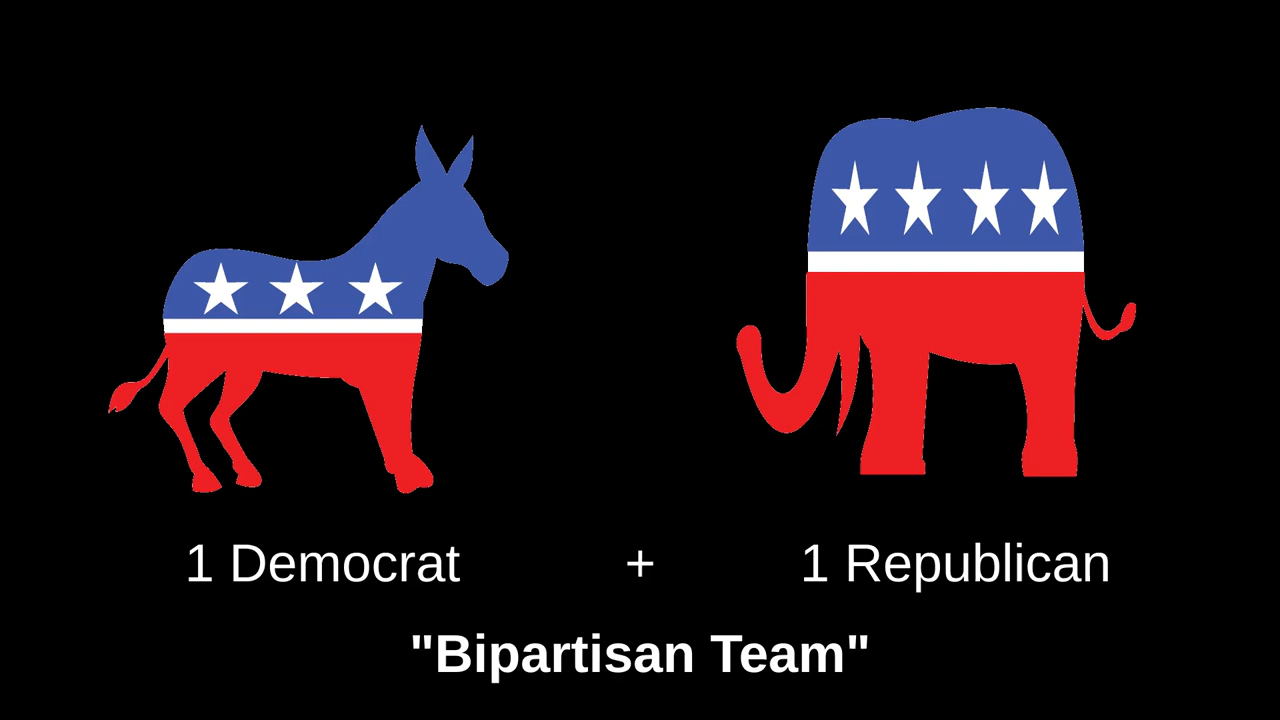 1 Democrat + 1 Republican
"Bipartisan Team"